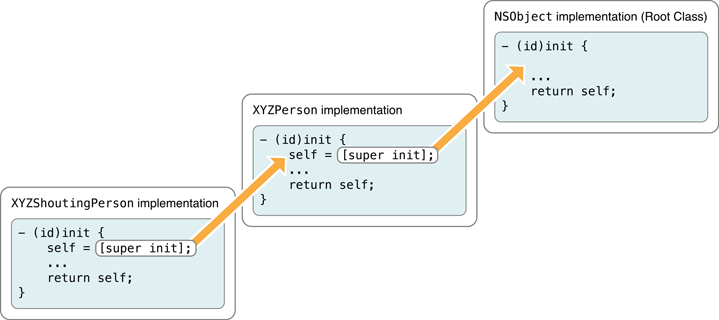 NSObject implementation (Root Class)
- (id)init {
...
return self;
}
XYZPerson implementation
- (id)init {
self = [super init];
...
return self;
}
XYZShoutingPerson implementation
- (id)init {
self = [super init];
...
return self;
}